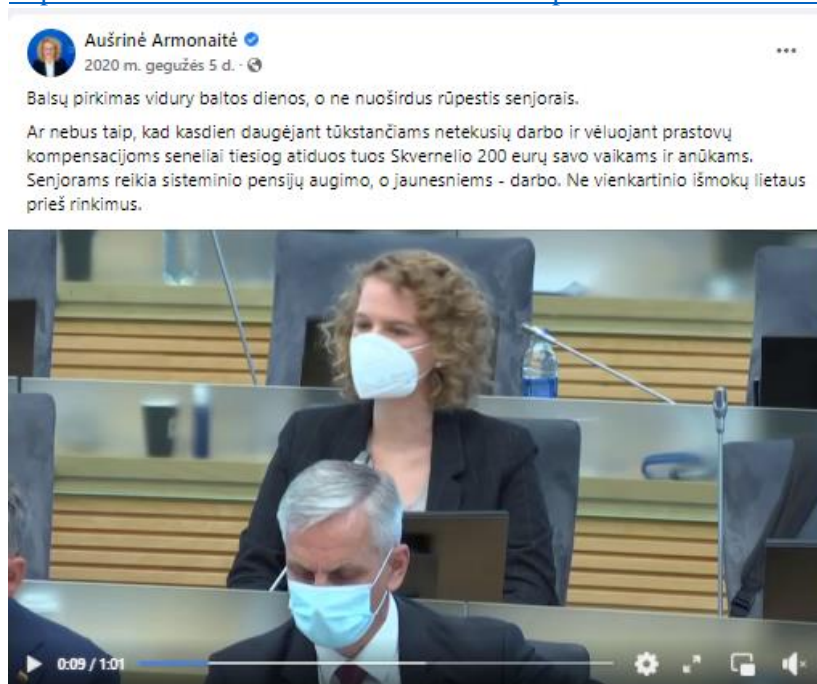 Aušrinė Armonaitė
2020 m. gegužės 5 d. ·
Balsų pirkimas vidury baltos dienos, o ne nuoširdus rūpestis senjorais.
Ar nebus taip, kad kasdien daugėjant tūkstančiams netekusių darbo ir vėluojant prastovų
kompensacijoms seneliai tiesiog atiduos tuos Skvernelio 200 eurų savo vaikams ir anūkams.
Senjorams reikia sisteminio pensijų augimo, o jaunesniems - darbo. Ne vienkartinio išmokų lietaus
prieš rinkimus.
0:09 / 1:01